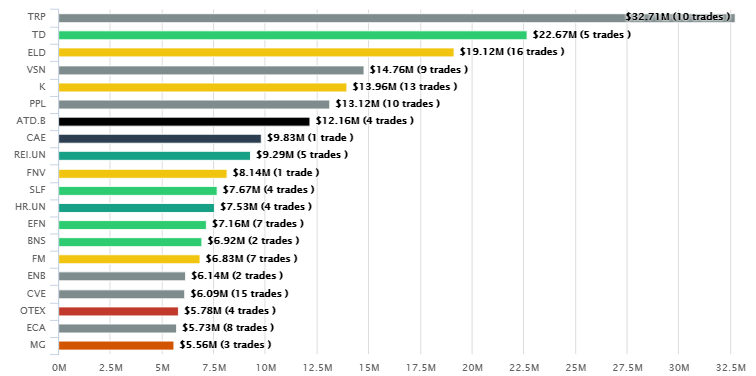 TRP $32.71M (10 trades )
TD $22.67M (5 trades )
ELD $19.12M (16 trades )
VSN $14.76M (9 trades )
K $13.96M (13 trades )
PPL $13.12M (10 trades )
ATD.B $12.16M (4 trades )
CAE $9.83M (1 trade )
REI.UN $9.29M (5 trades )
FNV $8.14M (1 trade )
SLF $7.67M (4 trades )
HR.UN $7.53M (4 trades )
EFN $7.16M (7 trades )
BNS $6.92M (2 trades )
FM $6.83M (7 trades )
ENB $6.14M (2 trades )
CVE $6.09M (15 trades )
OTEX $5.78M (4 trades )
ECA $5.73M (8 trades )
MG $5.56M (3 trades )
0M 2.5M 5M 7.5M 10M 12.5M 15M 17.5M 20M 22.5M 25M 27.5M 30M 32.5M